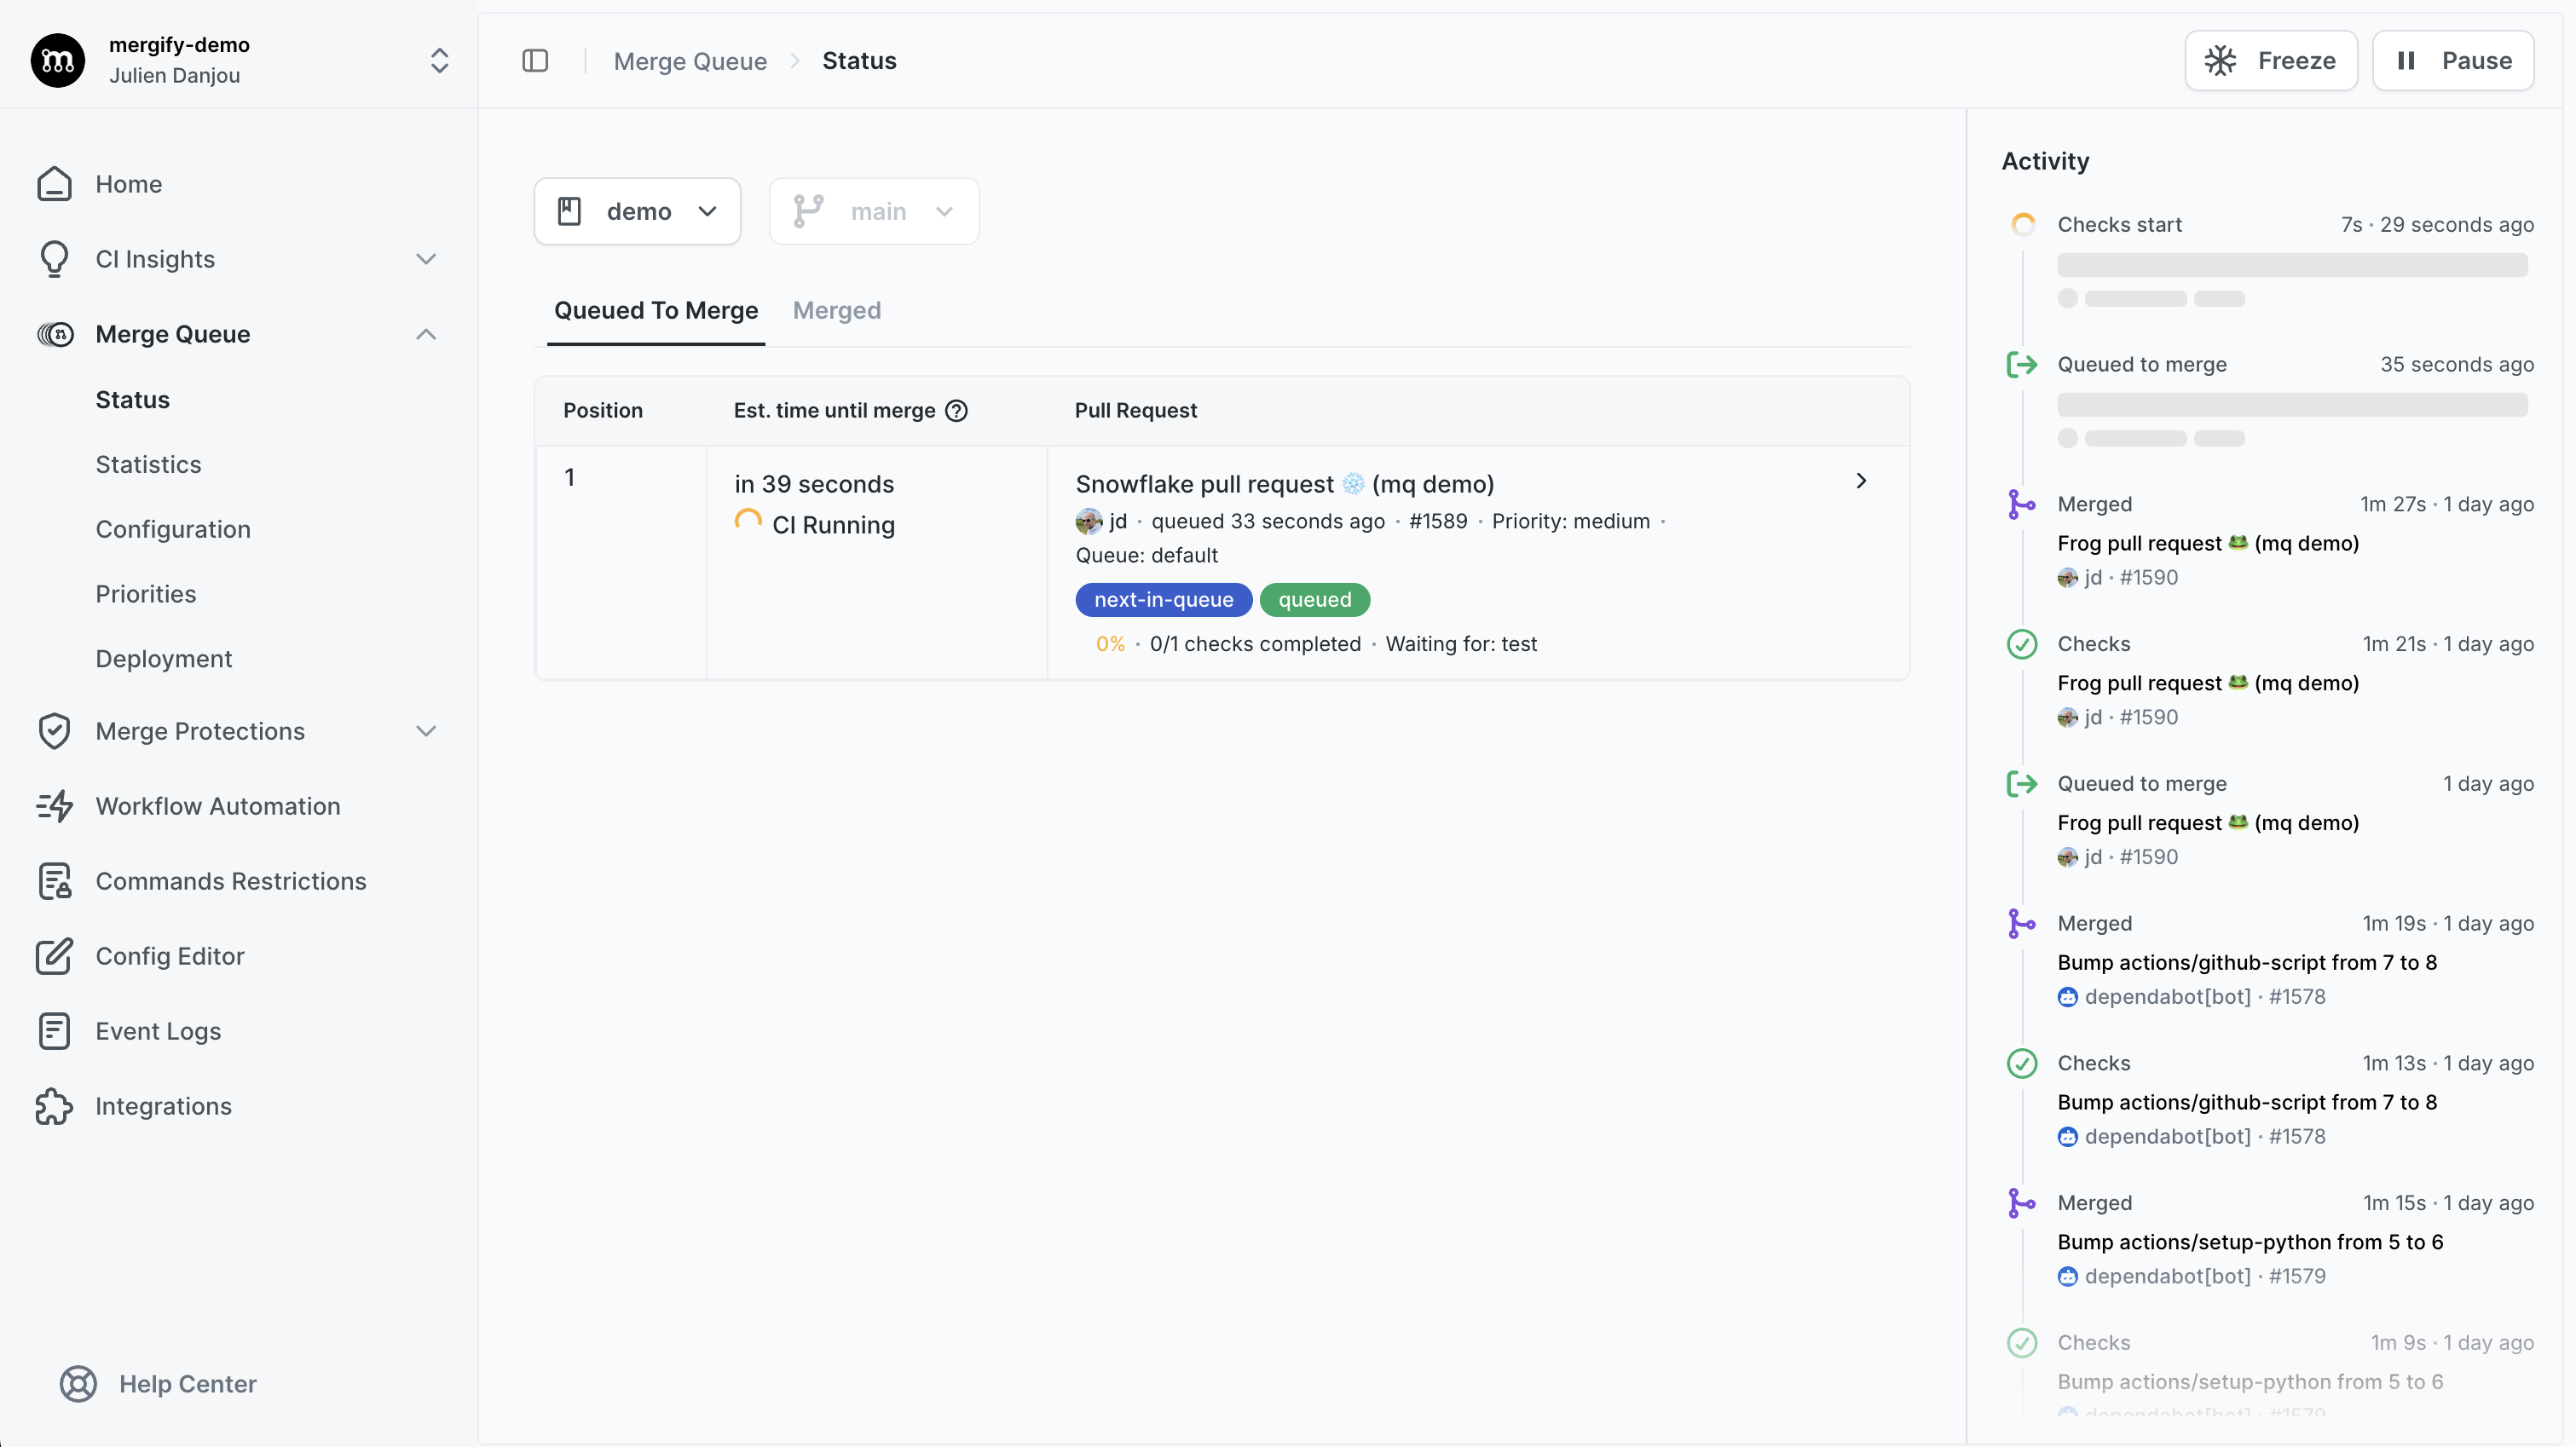 mergify-demo
Julien Danjou
Home
CI Insights
Merge Queue
Status
Statistics
Configuration
Priorities
Deployment
Merge Protections
Workflow Automation
Commands Restrictions
Config Editor
Event Logs
Integrations
Help Center
Merge Queue Status
Freeze
Pause
demo
main
Queued To Merge
Merged
Position Est. time until merge Pull Request
1
in 39 seconds
CI Running
Snowflake pull request ❄️ (mq demo)
jd · queued 33 seconds ago · #1589 · Priority: medium ·
Queue: default
next-in-queue queued
0% · 0/1 checks completed · Waiting for: test
Activity
Checks start 7s · 29 seconds ago
Queued to merge 35 seconds ago
Merged 1m 27s · 1 day ago
Frog pull request 🐸 (mq demo)
jd · #1590
Checks 1m 21s · 1 day ago
Frog pull request 🐸 (mq demo)
jd · #1590
Queued to merge 1 day ago
Frog pull request 🐸 (mq demo)
jd · #1590
Merged 1m 19s · 1 day ago
Bump actions/github-script from 7 to 8
dependabot[bot] · #1578
Checks 1m 13s · 1 day ago
Bump actions/github-script from 7 to 8
dependabot[bot] · #1578
Merged 1m 15s · 1 day ago
Bump actions/setup-python from 5 to 6
dependabot[bot] · #1579
Checks 1m 9s · 1 day ago
Bump actions/setup-python from 5 to 6
dependabot[bot] · #1579